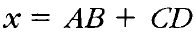 x = AB + CD